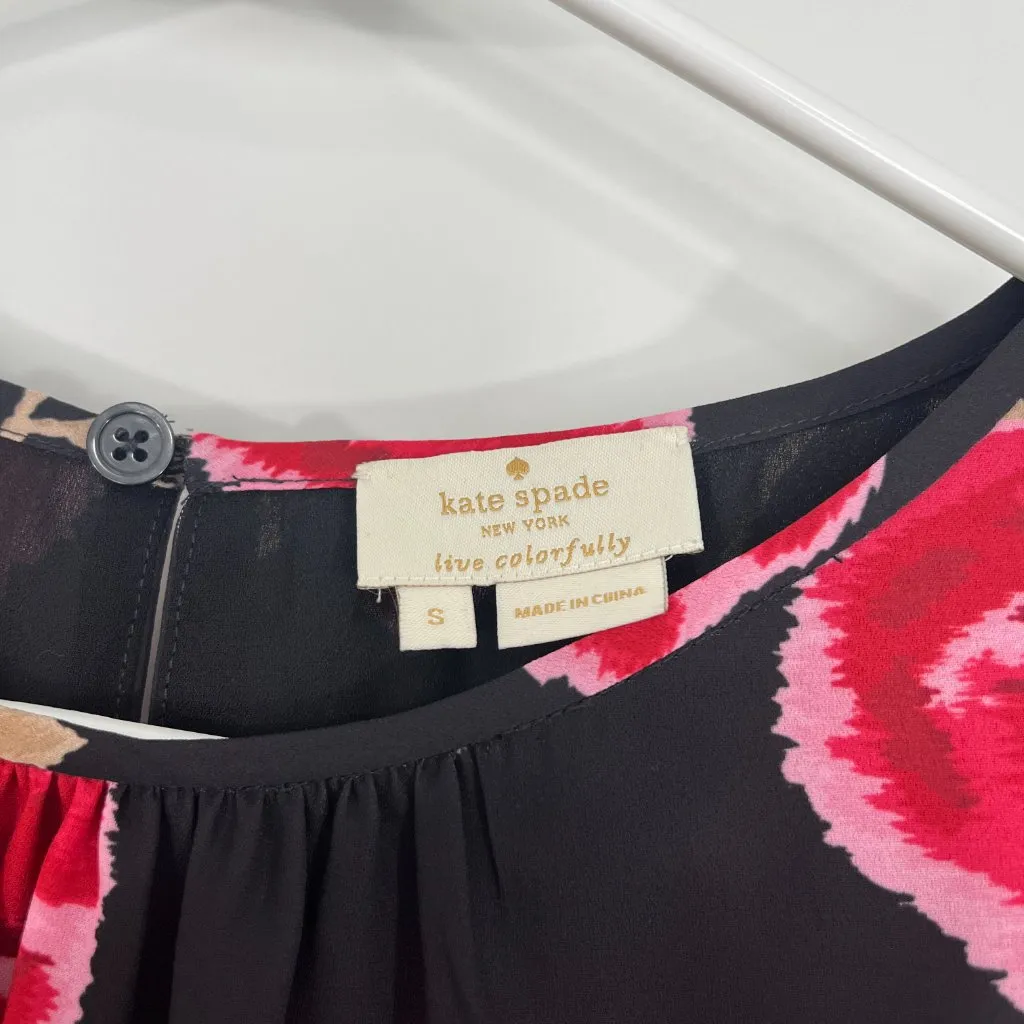 kate spade
NEW YORK
live colorfully
S
MADE IN CHINA